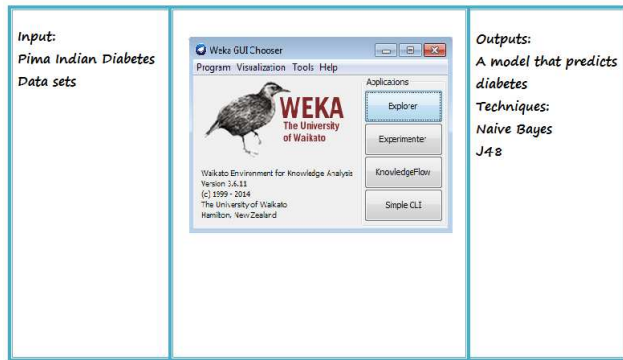 Input:
Pima Indian Diabetes
Data sets
Weka GUI Chooser
Program Visualization Tools Help
Applications
WEKA
The University
of Waikato
Explorer
Experimenter
KnowledgeFlow
Simple CLI
Waikato Environment for Knowledge Analysis
Version 3.6.11
(c) 1999 - 2014
The University of Waikato
Hamilton, New Zealand
Outputs:
A model that predicts
diabetes
Techniques:
Naive Bayes
J48